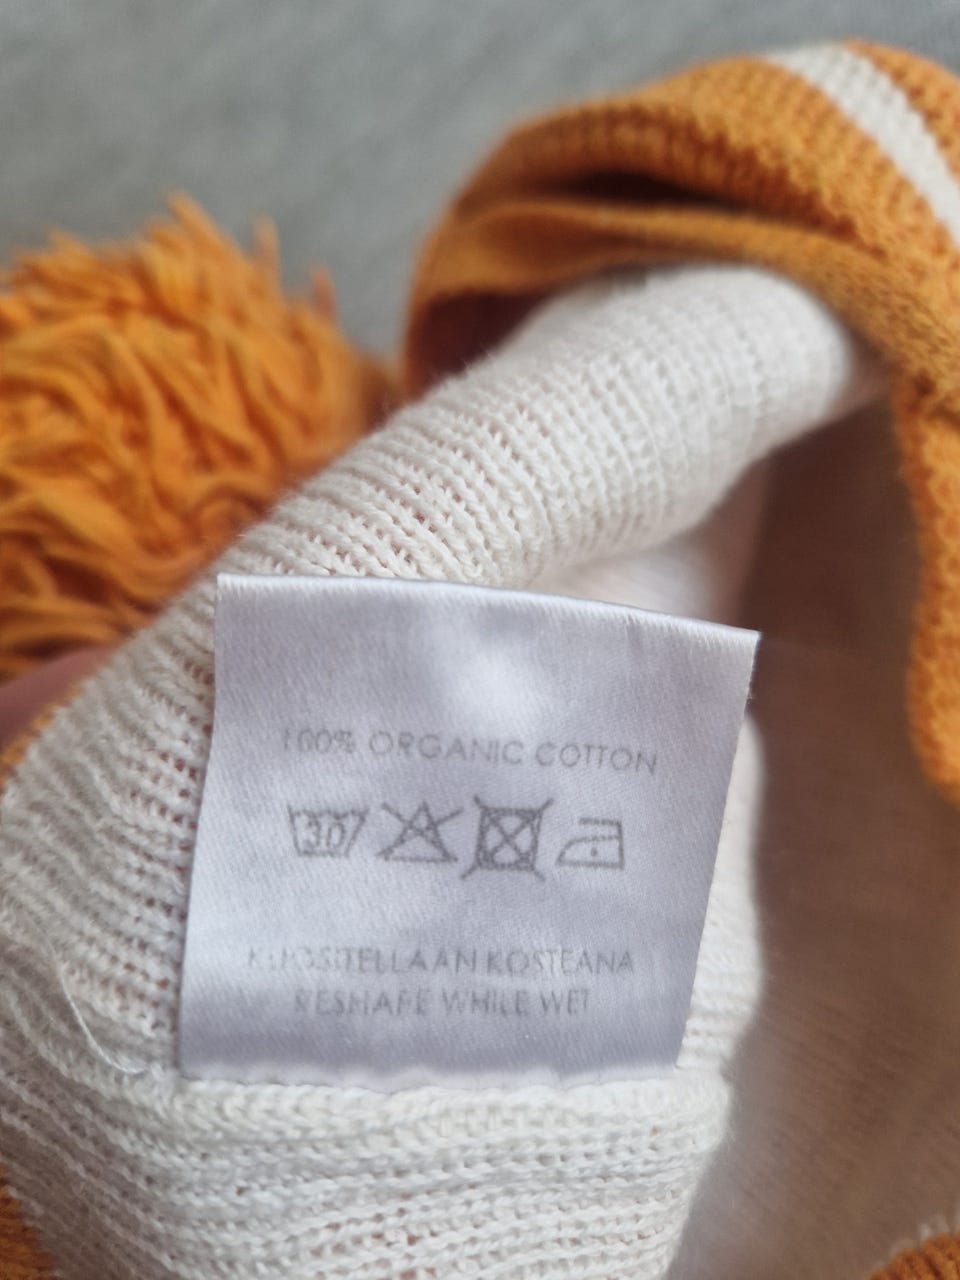 100% ORGANIC COTTON
30
KUOSITELLAAN KOSTEANA
RESHAPE WHILE WET